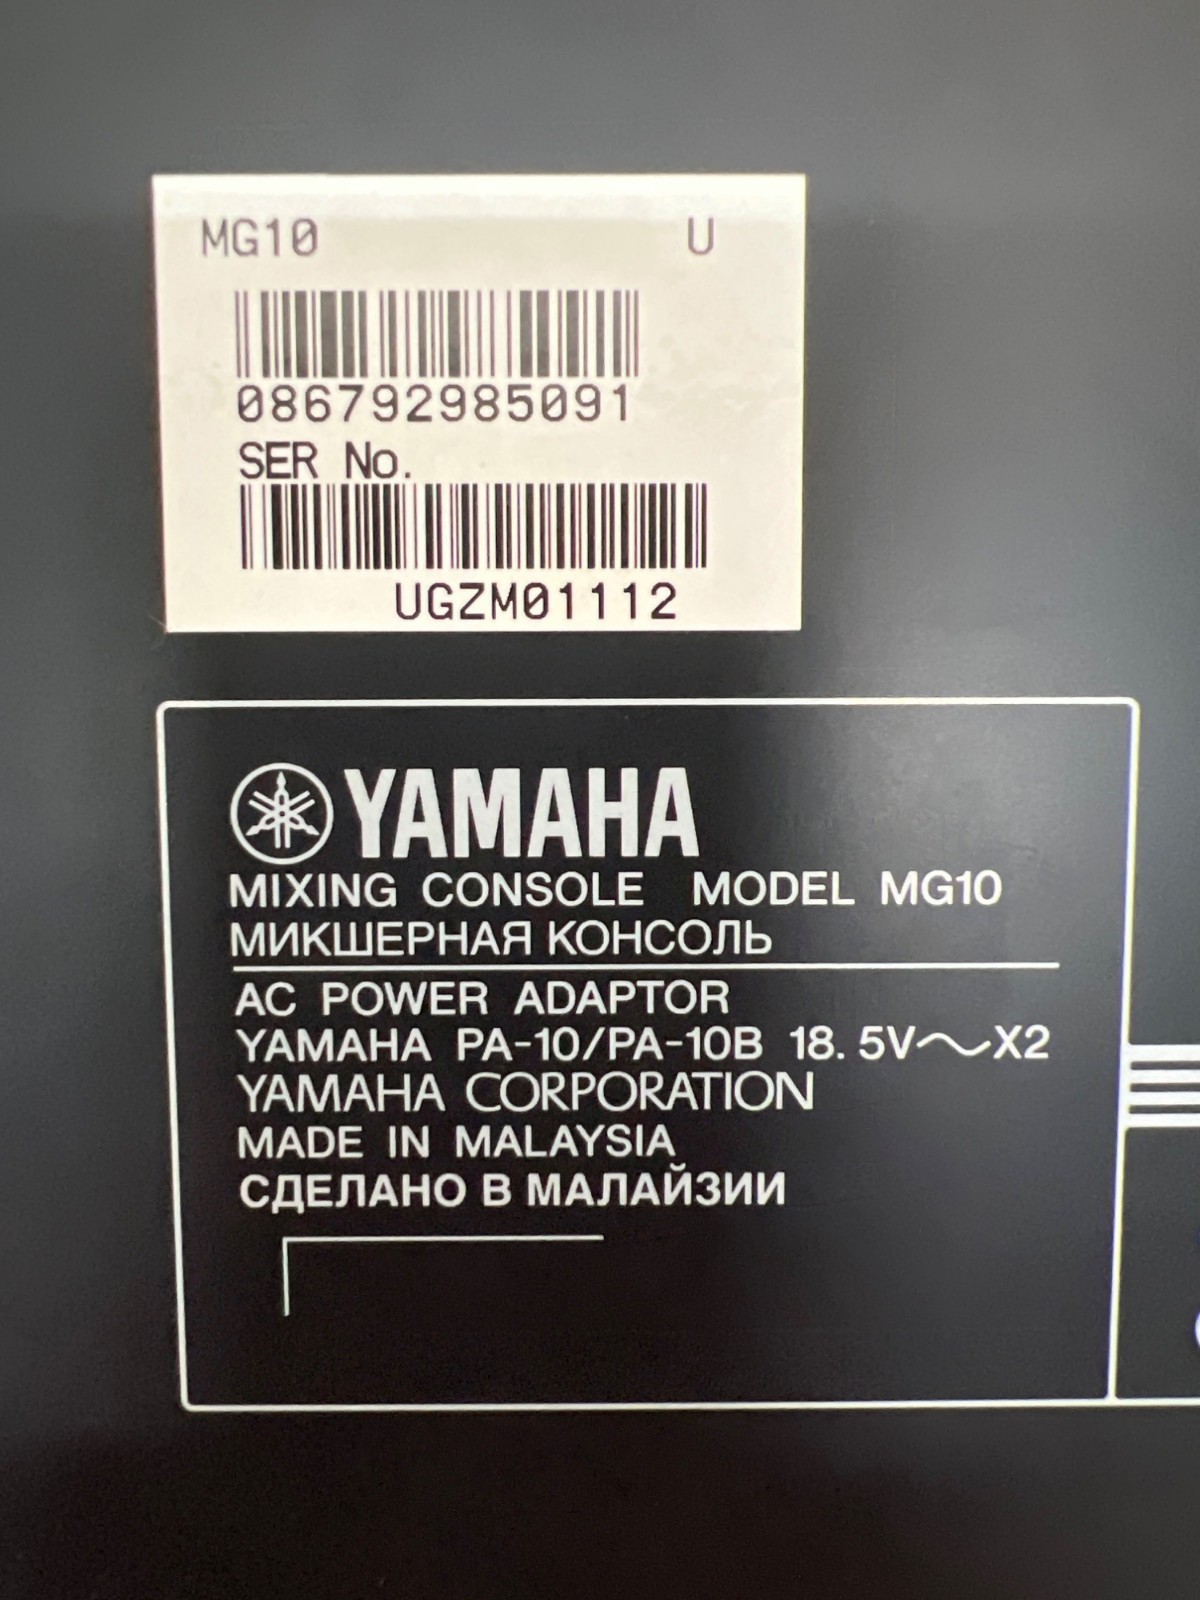 MG10 U
086792985091
SER No.
UGZM01112
YAMAHA
MIXING CONSOLE MODEL MG10
МИКШЕРНАЯ КОНСОЛЬ
AC POWER ADAPTOR
YAMAHA PA-10/PA-10B 18.5V～X2
YAMAHA CORPORATION
MADE IN MALAYSIA
СДЕЛАНО В МАЛАЙЗИИ